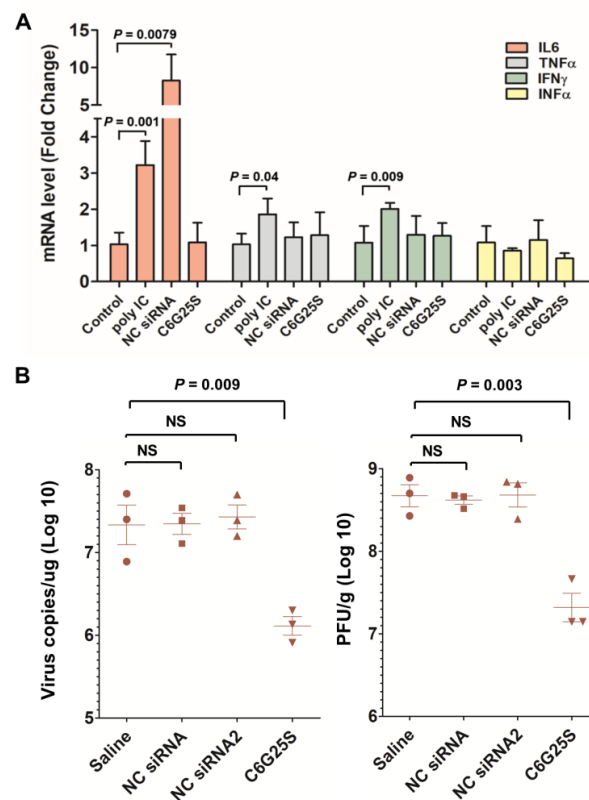 A
P = 0.0079
P = 0.001
P = 0.04
P = 0.009
IL6
TNFα
IFNγ
INFα
mRNA level (Fold Change)
15
10
5
4
3
2
1
0
Control
poly IC
NC siRNA
C6G25S
Control
poly IC
NC siRNA
C6G25S
Control
poly IC
NC siRNA
C6G25S
Control
poly IC
NC siRNA
C6G25S
B
P = 0.009
NS
NS
Virus copies/ug (Log 10)
8
7
6
5
Saline
NC siRNA
NC siRNA2
C6G25S
P = 0.003
NS
NS
PFU/g (Log 10)
9
8
7
6
Saline
NC siRNA
NC siRNA2
C6G25S